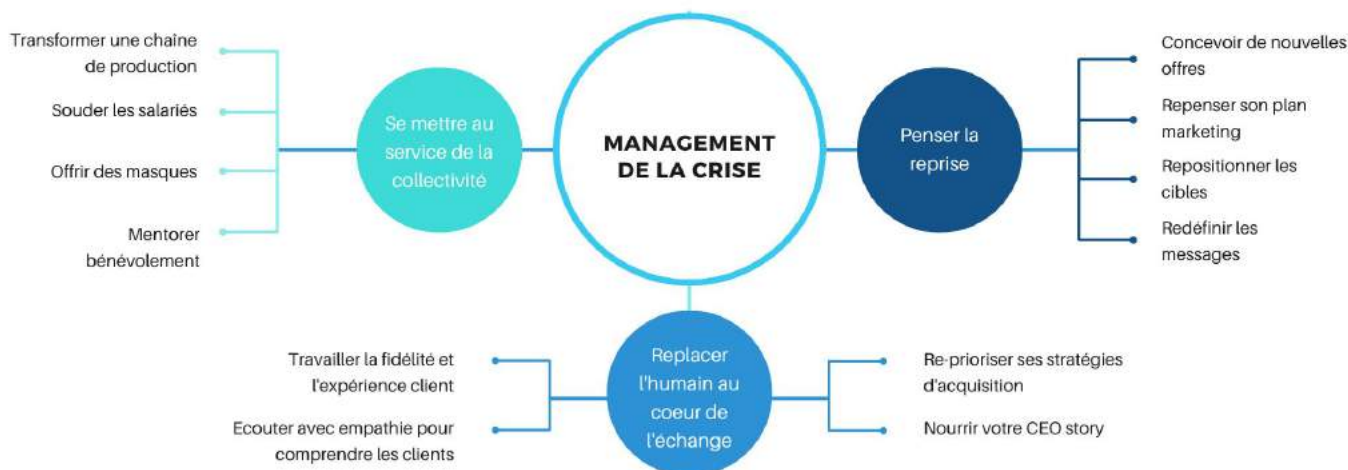 Transformer une chaîne
de production
Souder les salariés
Offrir des masques
Mentorer
bénévolement
Se mettre au
service de la
collectivité
MANAGEMENT
DE LA CRISE
Penser la
reprise
Concevoir de nouvelles
offres
Repenser son plan
marketing
Repositionner les
cibles
Redéfinir les
messages
Travailler la fidélité et
l'expérience client
Ecouter avec empathie pour
comprendre les clients
Replacer
l'humain au
coeur de
l'échange
Re-prioriser ses stratégies
d'acquisition
Nourrir votre CEO story